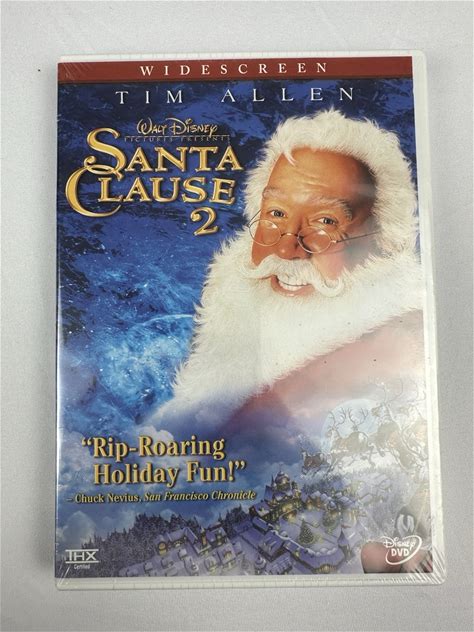 WIDESCREEN
TIM ALLEN
WALT DISNEY
PICTURES PRESENTS
SANTA
CLAUSE
2
“Rip-Roaring
Holiday Fun!”
– Chuck Nevius, San Francisco Chronicle
THX
Certified
Disney
DVD